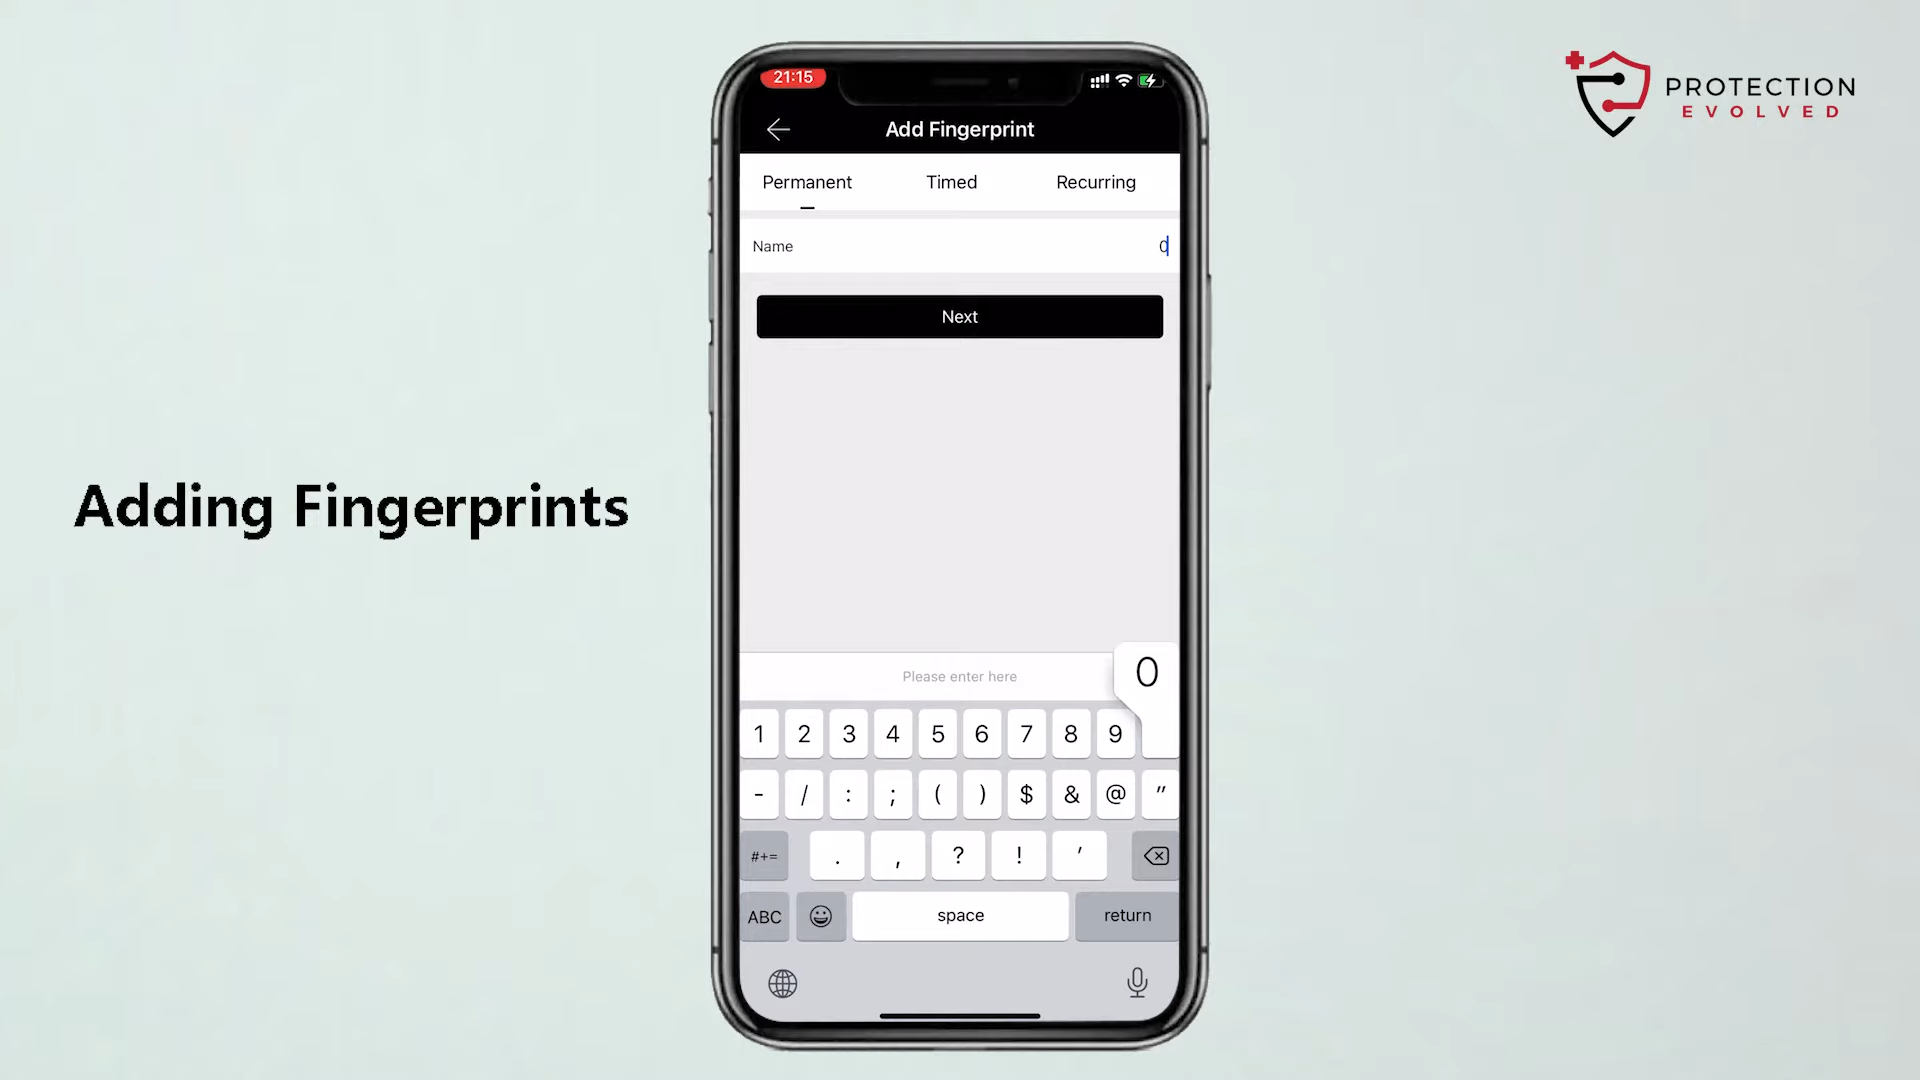 21:15
PROTECTION
EVOLVED
Add Fingerprint
Permanent Timed Recurring
Name 0
Next
Adding Fingerprints
Please enter here
0
1 2 3 4 5 6 7 8 9
- / : ; ( ) $ & @ "
#+= . , ? ! '
ABC space return